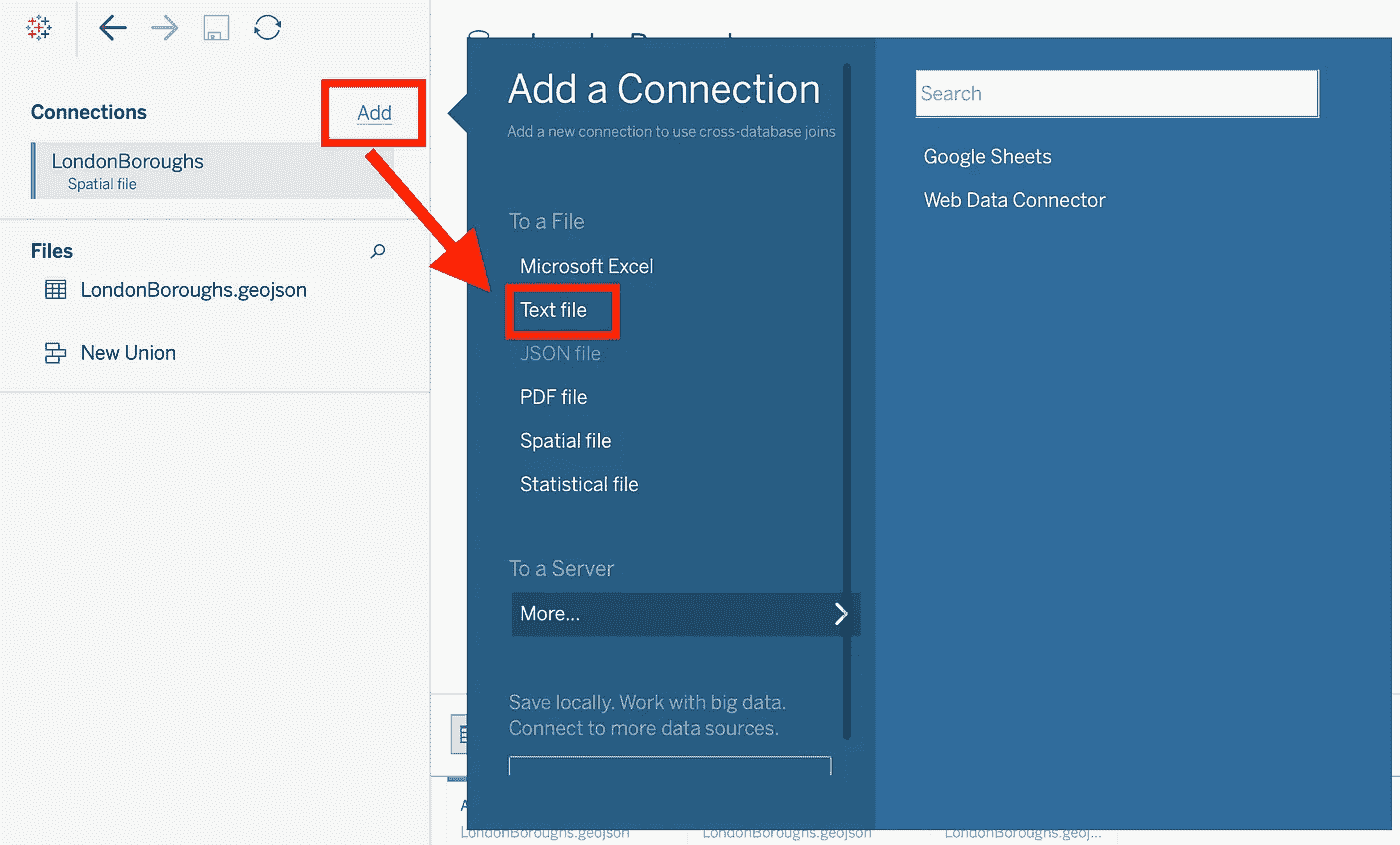 Connections
Add
LondonBoroughs
Spatial file
Files
LondonBoroughs.geojson
New Union
Add a Connection
Add a new connection to use cross-database joins
To a File
Microsoft Excel
Text file
JSON file
PDF file
Spatial file
Statistical file
To a Server
More...
Save locally. Work with big data.
Connect to more data sources.
Search
Google Sheets
Web Data Connector
LondonBoroughs.geojson
LondonBoroughs.geojson
LondonBoroughs.geoj...